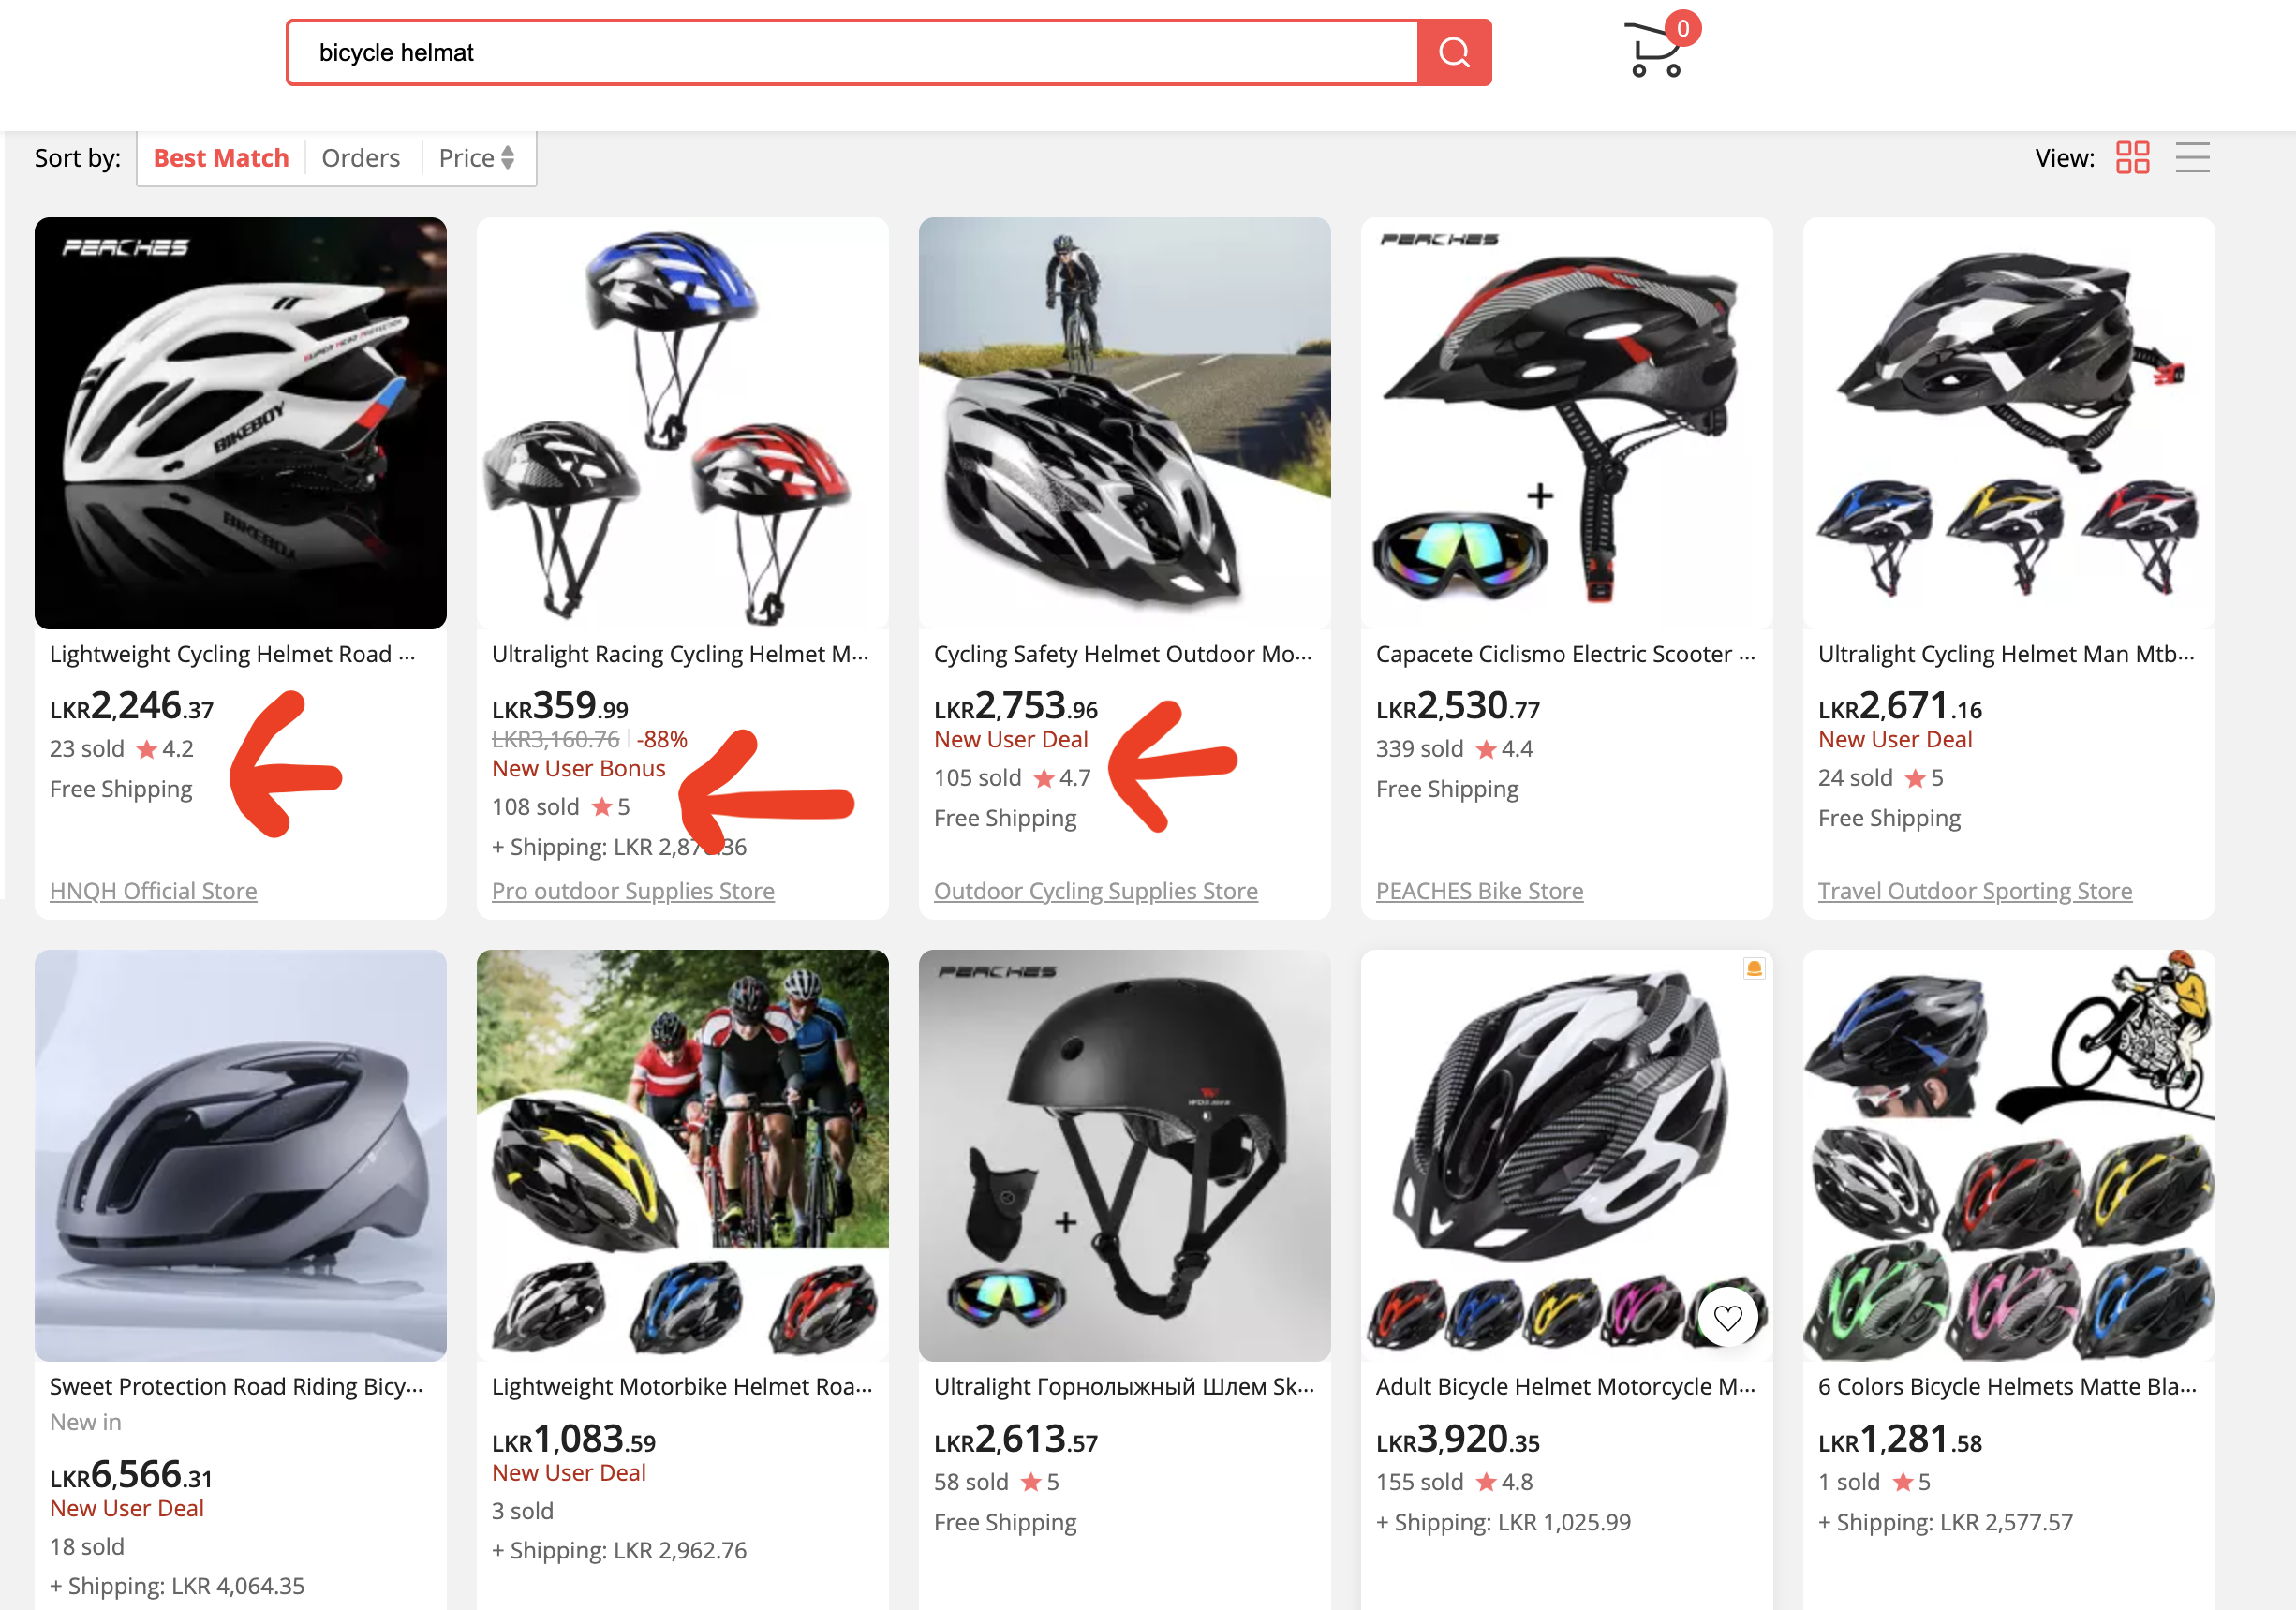 bicycle helmat
0
Sort by: Best Match Orders Price
View:
PEACHES
SUPER HEAD PROTECTION
BIKEBOY
PEACHES
+
Lightweight Cycling Helmet Road ...
LKR2,246.37
23 sold ★ 4.2
Free Shipping
HNQH Official Store
Ultralight Racing Cycling Helmet M...
LKR359.99
LKR3,160.76 -88%
New User Bonus
108 sold ★ 5
+ Shipping: LKR
Pro outdoor Supplies Store
Cycling Safety Helmet Outdoor Mo...
LKR2,753.96
New User Deal
105 sold ★ 4.7
Free Shipping
Outdoor Cycling Supplies Store
Capacete Ciclismo Electric Scooter ...
LKR2,530.77
339 sold ★ 4.4
Free Shipping
PEACHES Bike Store
Ultralight Cycling Helmet Man Mtb...
LKR2,671.16
New User Deal
24 sold ★ 5
Free Shipping
Travel Outdoor Sporting Store
PEACHES
+
Sweet Protection Road Riding Bicy...
New in
LKR6,566.31
New User Deal
18 sold
+ Shipping: LKR 4,064.35
Lightweight Motorbike Helmet Roa...
LKR1,083.59
New User Deal
3 sold
+ Shipping: LKR 2,962.76
Ultralight Горнолыжный Шлем Sk...
LKR2,613.57
58 sold ★ 5
Free Shipping
Adult Bicycle Helmet Motorcycle M...
LKR3,920.35
155 sold ★ 4.8
+ Shipping: LKR 1,025.99
6 Colors Bicycle Helmets Matte Bla...
LKR1,281.58
1 sold ★ 5
+ Shipping: LKR 2,577.57